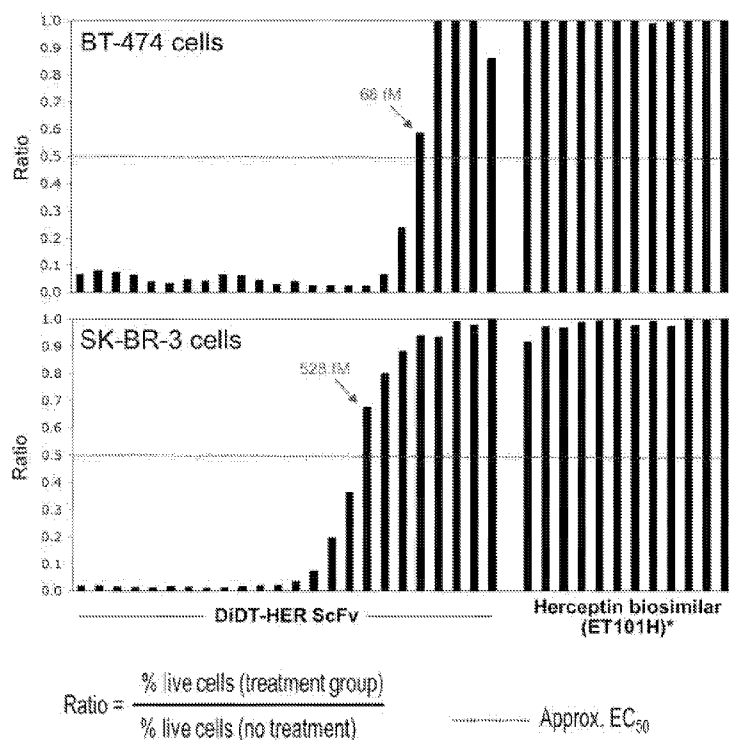 1.0
BT-474 cells
0.9
0.8
0.7
66 fM
0.6
0.5
0.4
0.3
0.2
0.1
0.0
Ratio
1.0
SK-BR-3 cells
0.9
0.8
528 fM
0.7
0.6
0.5
0.4
0.3
0.2
0.1
0.0
Ratio
DiDT-HER ScFv
Herceptin biosimilar
(ET101H)*
Ratio = % live cells (treatment group)
% live cells (no treatment)
Approx. EC50